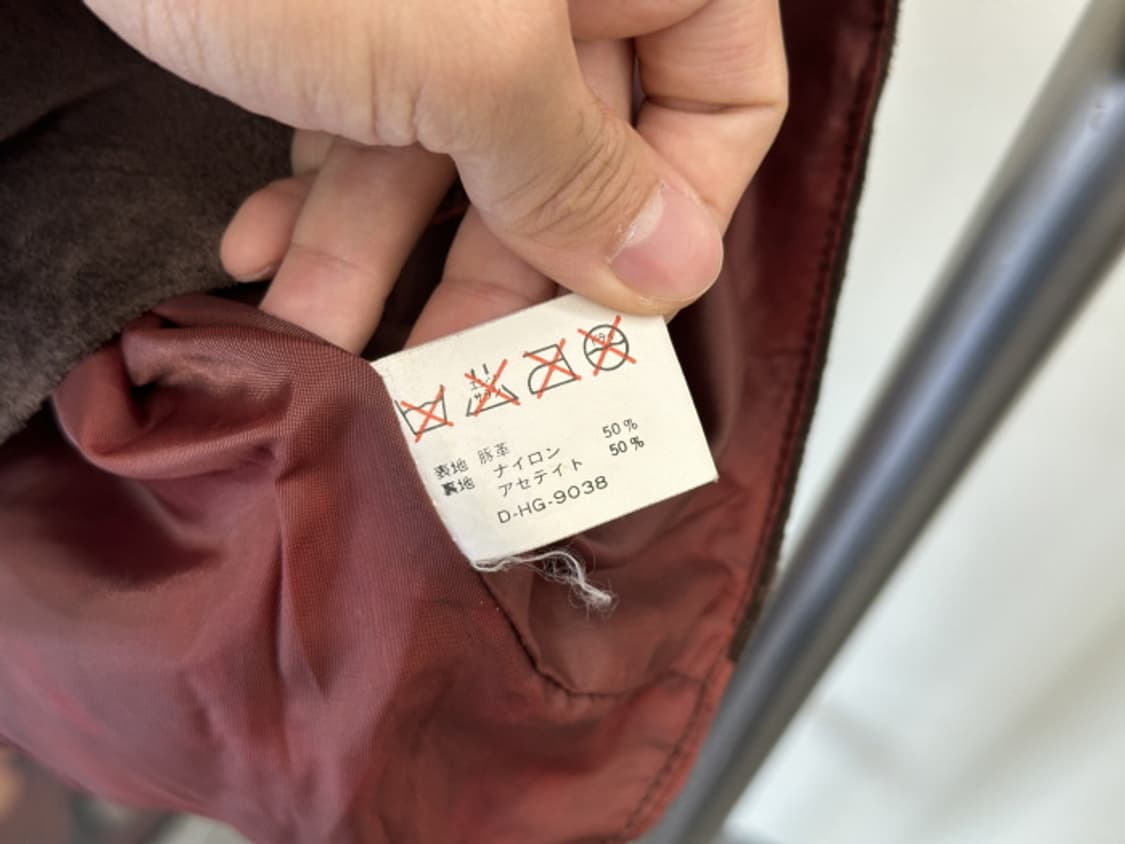 表地 豚革
裏地 ナイロン 50%
アセテイト 50%
D-HG-9038